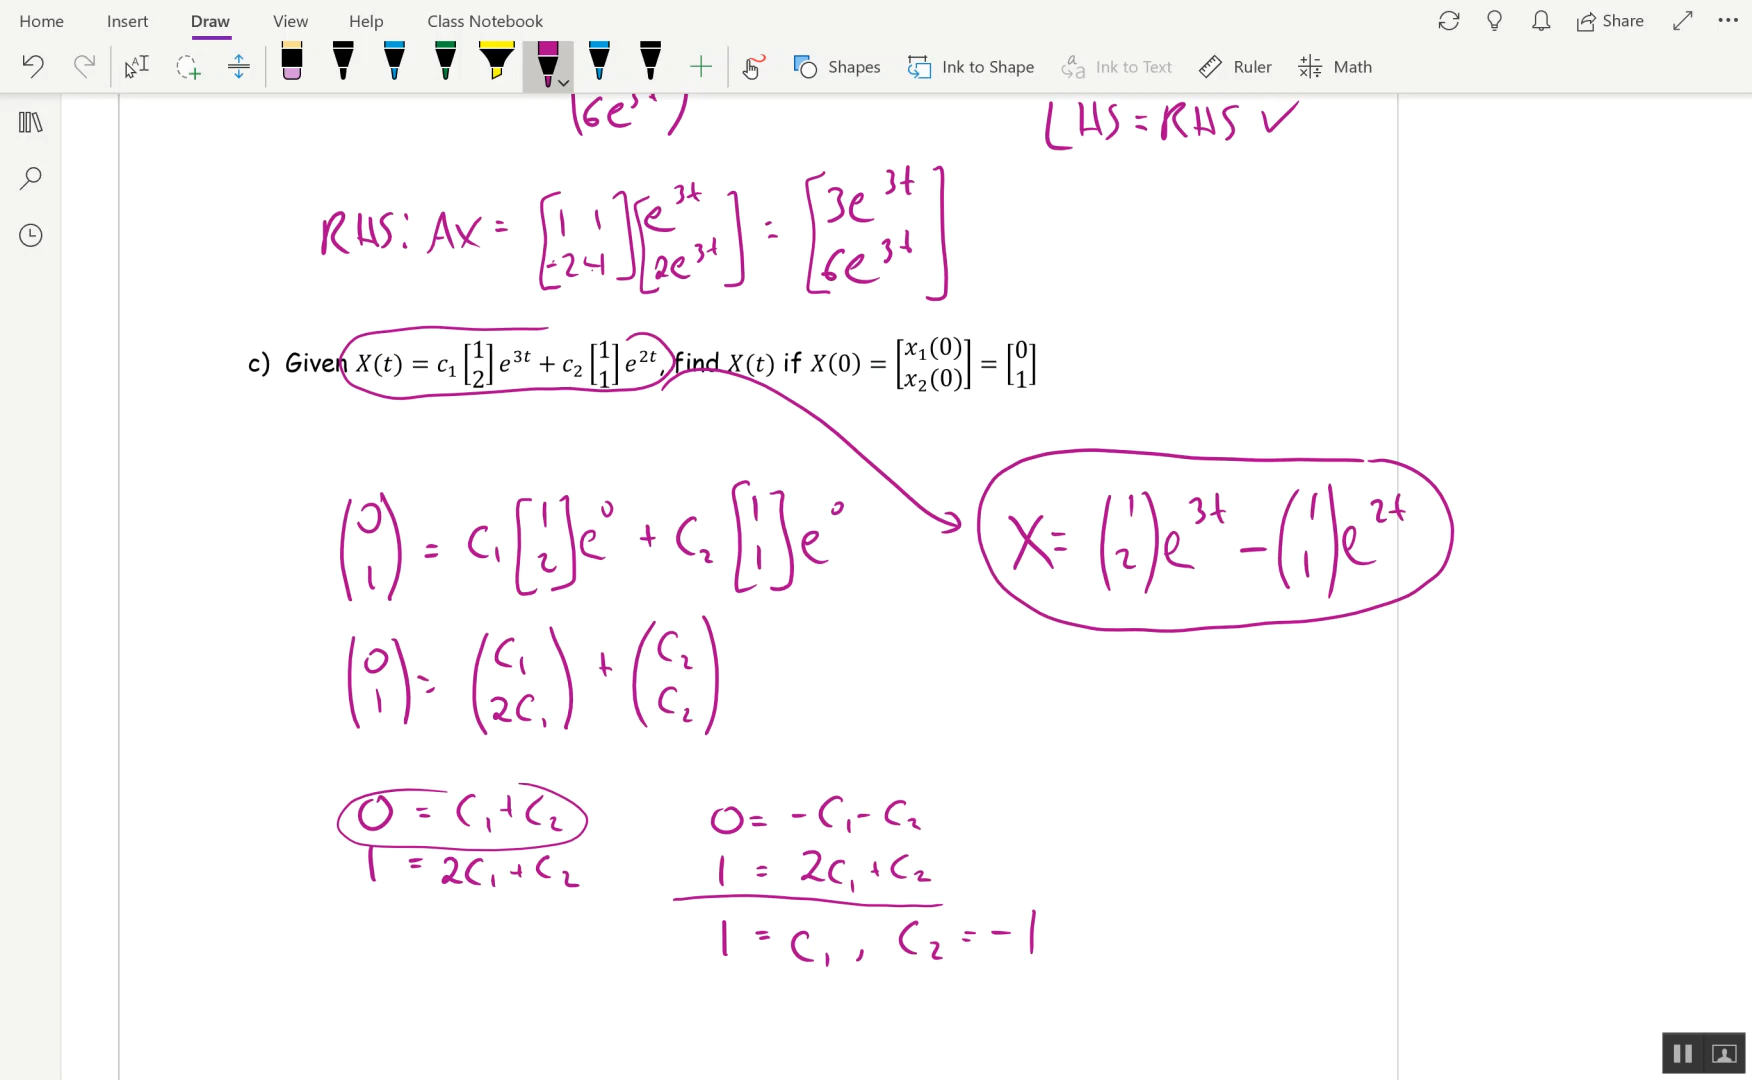 Home Insert Draw View Help Class Notebook Share
Shapes Ink to Shape Ink to Text Ruler Math
(6e^3t) LHS = RHS ✓
RHS: AX = [1 1; -2 4][e^3t; 2e^3t] = [3e^3t; 6e^3t]
c) Given X(t) = c₁ [1; 2] e^3t + c₂ [1; 1] e^2t, find X(t) if X(0) = [x₁(0); x₂(0)] = [0; 1]
(0; 1) = C₁ [1; 2] e^0 + C₂ [1; 1] e^0
X = (1; 2) e^3t - (1; 1) e^2t
(0; 1) = (C₁; 2C₁) + (C₂; C₂)
0 = C₁ + C₂
1 = 2C₁ + C₂
0 = -C₁ - C₂
1 = 2C₁ + C₂
1 = C₁, C₂ = -1